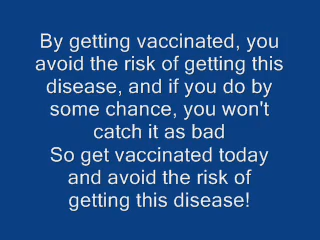 By getting vaccinated, you
avoid the risk of getting this
disease, and if you do by
some chance, you won't
catch it as bad
So get vaccinated today
and avoid the risk of
getting this disease!